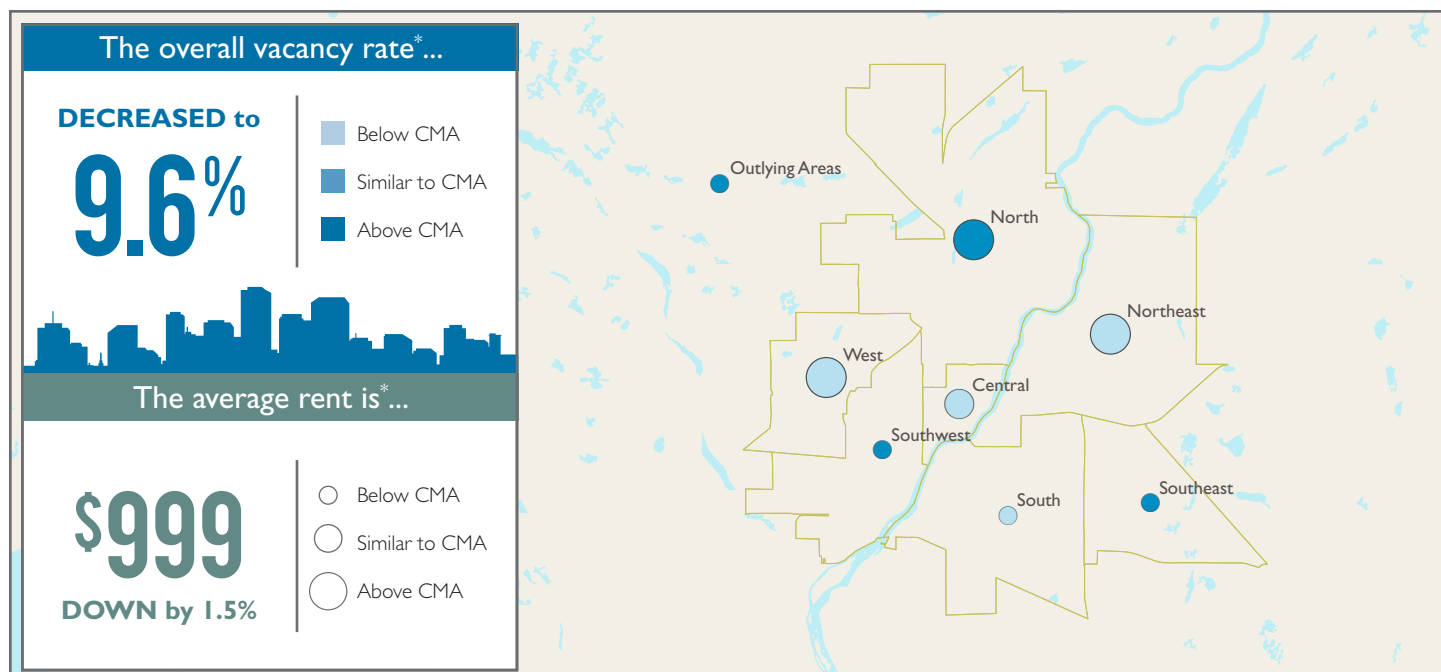 The overall vacancy rate*...
DECREASED to
9.6%
Below CMA
Similar to CMA
Above CMA
The average rent is*...
$999
DOWN by 1.5%
Below CMA
Similar to CMA
Above CMA
Outlying Areas
North
Northeast
West
Central
Southwest
South
Southeast